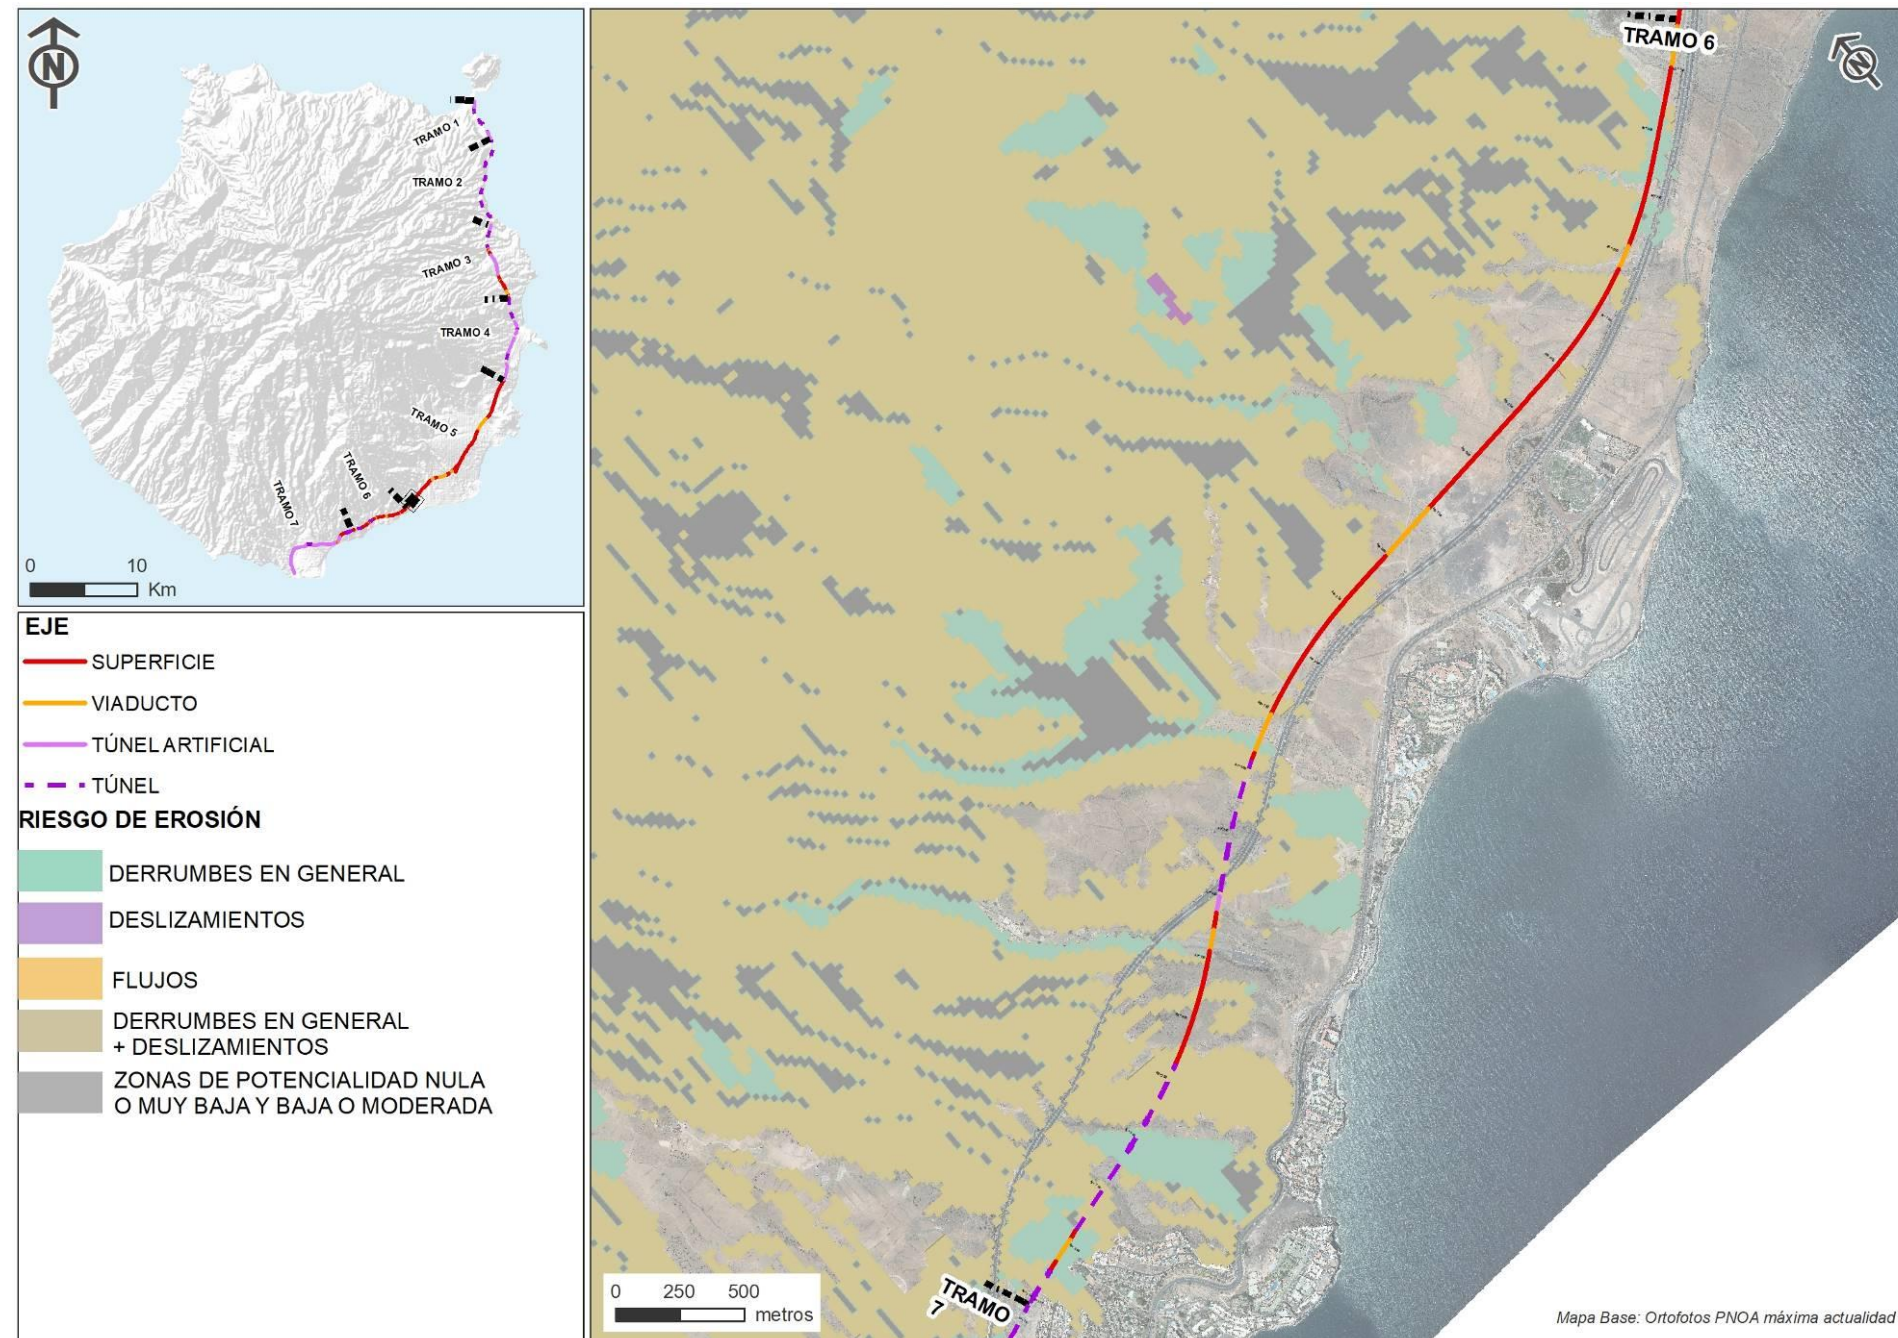 N
TRAMO 1
TRAMO 2
TRAMO 3
TRAMO 4
TRAMO 5
TRAMO 6
TRAMO 7
0 10
Km
EJE
SUPERFICIE
VIADUCTO
TÚNEL ARTIFICIAL
TÚNEL
RIESGO DE EROSIÓN
DERRUMBES EN GENERAL
DESLIZAMIENTOS
FLUJOS
DERRUMBES EN GENERAL
+ DESLIZAMIENTOS
ZONAS DE POTENCIALIDAD NULA
O MUY BAJA Y BAJA O MODERADA
TRAMO 6
N
TRAMO
7
0 250 500
metros
Mapa Base: Ortofotos PNOA máxima actualidad